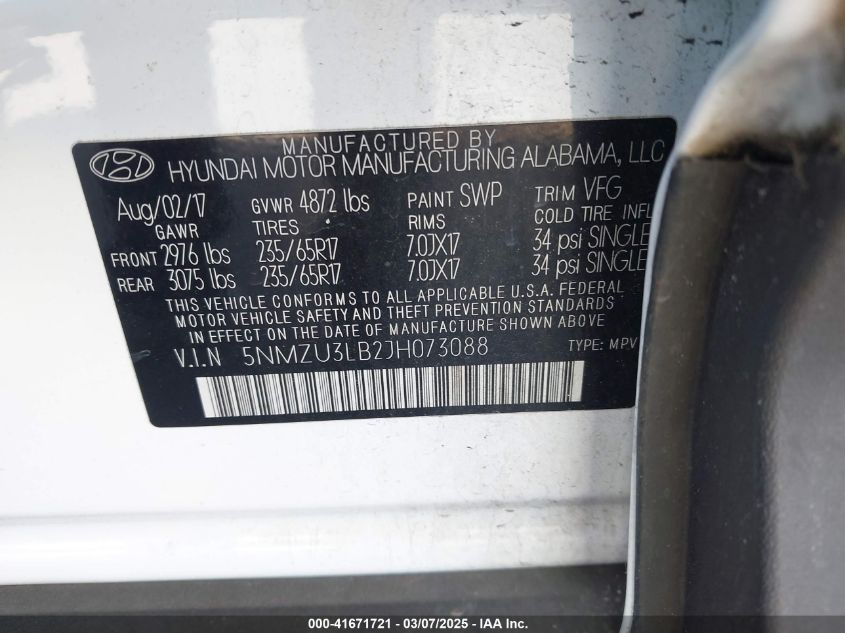 MANUFACTURED BY
HYUNDAI MOTOR MANUFACTURING ALABAMA, LLC
Aug/02/17 GVWR 4872 lbs PAINT SWP TRIM VFG
GAWR TIRES RIMS COLD TIRE INFL
FRONT 2976 lbs 235/65R17 7.0JX17 34 psi SINGLE
REAR 3075 lbs 235/65R17 7.0JX17 34 psi SINGLE
THIS VEHICLE CONFORMS TO ALL APPLICABLE U.S.A. FEDERAL
MOTOR VEHICLE SAFETY AND THEFT PREVENTION STANDARDS
IN EFFECT ON THE DATE OF MANUFACTURE SHOWN ABOVE
V.I.N 5NMZU3LB2JH073088 TYPE: MPV
000-41671721 - 03/07/2025 - IAA Inc.